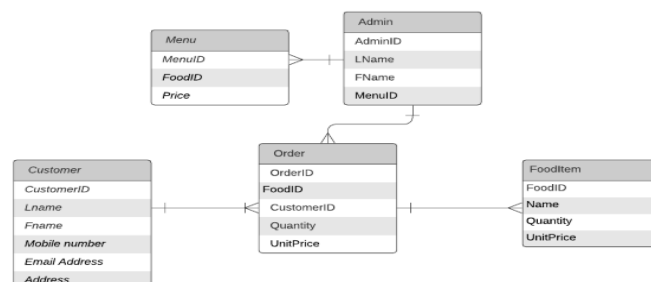 Menu
MenuID
FoodID
Price
Admin
AdminID
LName
FName
MenuID
Order
OrderID
FoodID
CustomerID
Quantity
UnitPrice
Customer
CustomerID
Lname
Fname
Mobile number
Email Address
Address
FoodItem
FoodID
Name
Quantity
UnitPrice